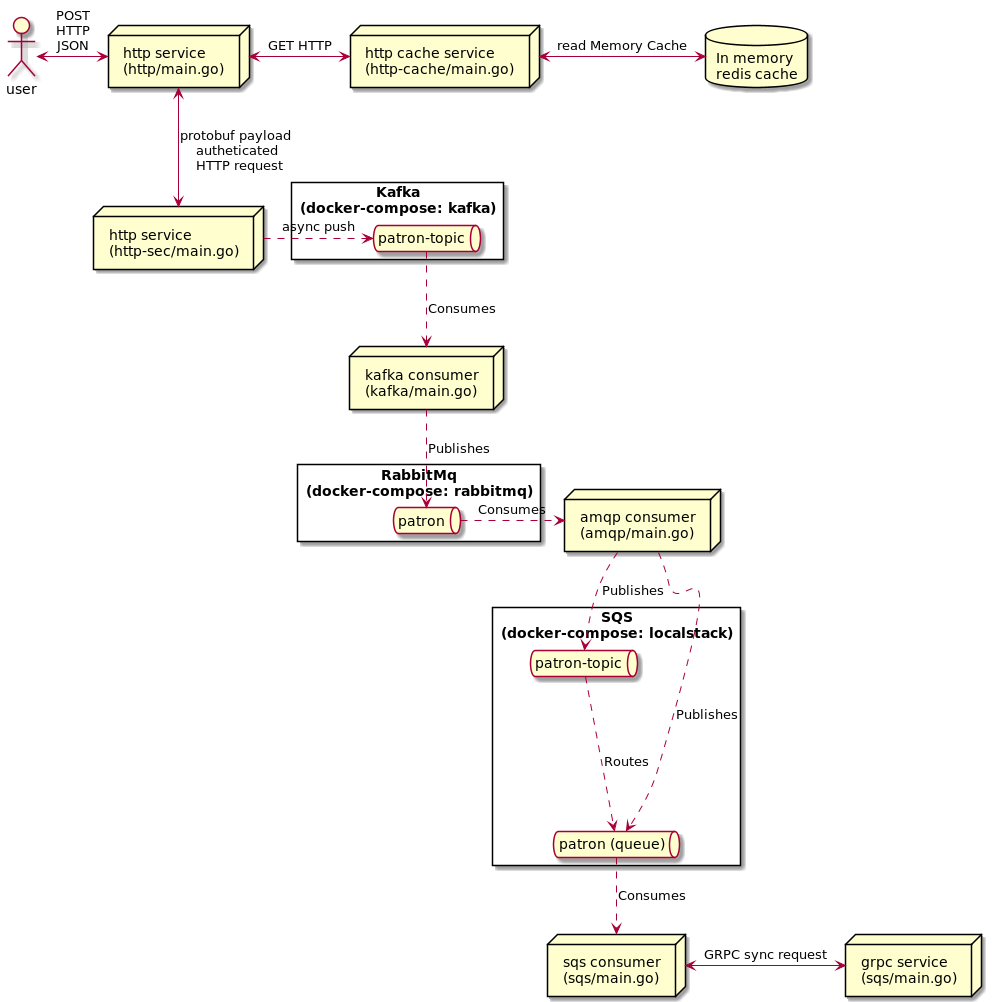 POST
HTTP
JSON
user
http service
(http/main.go)
GET HTTP
http cache service
(http-cache/main.go)
read Memory Cache
In memory
redis cache
protobuf payload
autheticated
HTTP request
http service
(http-sec/main.go)
async push
Kafka
(docker-compose: kafka)
patron-topic
Consumes
kafka consumer
(kafka/main.go)
Publishes
RabbitMq
(docker-compose: rabbitmq)
patron
Consumes
amqp consumer
(amqp/main.go)
Publishes
SQS
(docker-compose: localstack)
patron-topic
Publishes
Routes
patron (queue)
Consumes
sqs consumer
(sqs/main.go)
GRPC sync request
grpc service
(sqs/main.go)